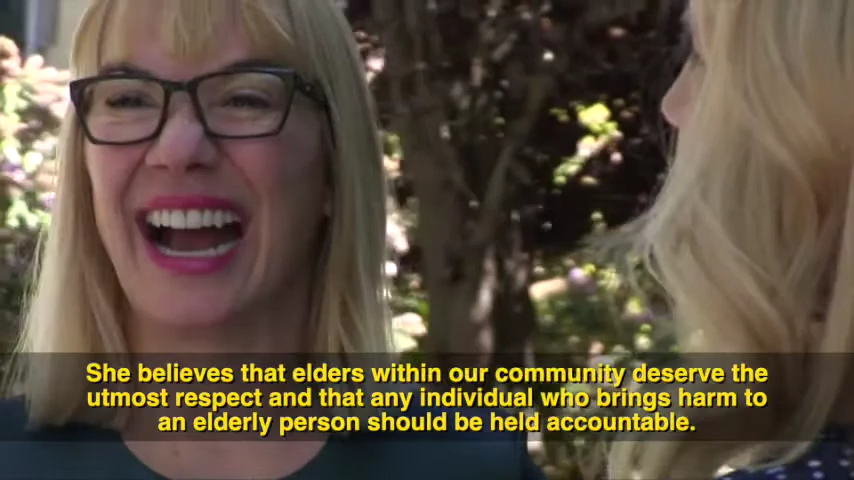 She believes that elders within our community deserve the
utmost respect and that any individual who brings harm to
an elderly person should be held accountable.